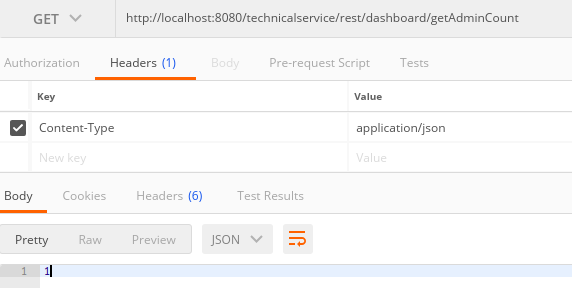 GET http://localhost:8080/technicalservice/rest/dashboard/getAdminCount
Authorization Headers (1) Body Pre-request Script Tests
Key Value
Content-Type application/json
New key Value
Body Cookies Headers (6) Test Results
Pretty Raw Preview JSON
1 1